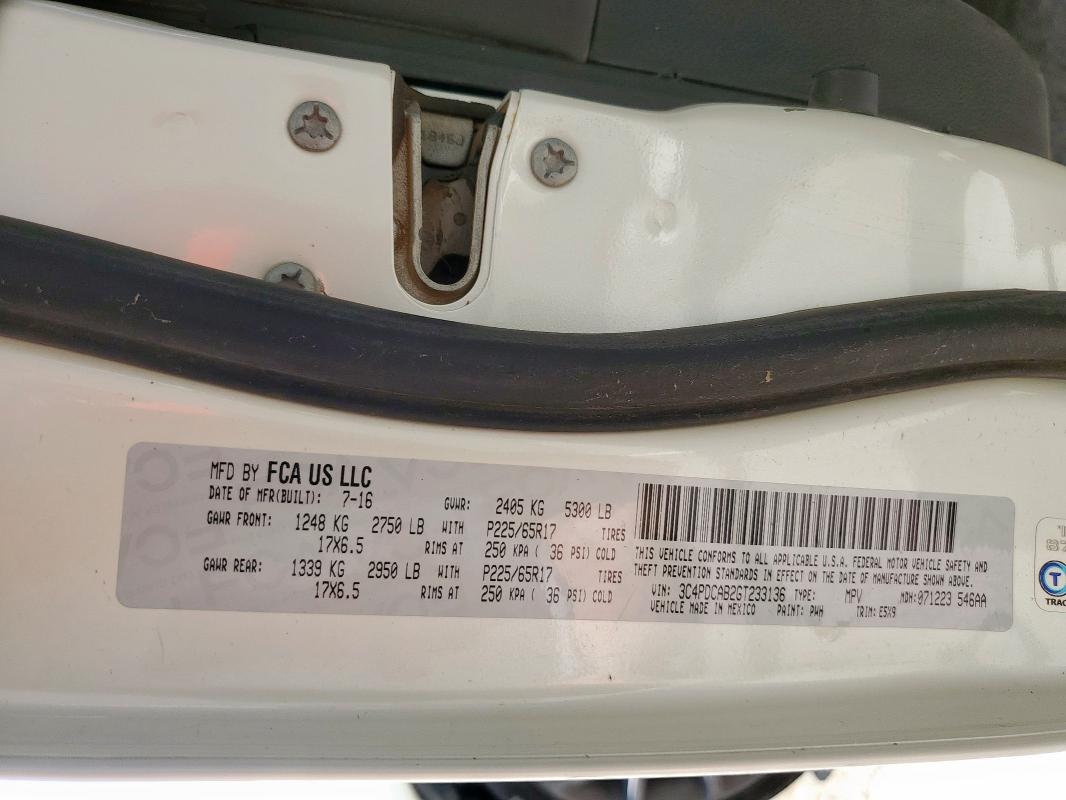 MFD BY FCA US LLC
DATE OF MFR(BUILT): 7-16 GVWR: 2405 KG 5300 LB
GAWR FRONT: 1248 KG 2750 LB WITH P225/65R17 TIRES
17X6.5 RIMS AT 250 KPA ( 36 PSI) COLD
GAWR REAR: 1339 KG 2950 LB WITH P225/65R17 TIRES
17X6.5 RIMS AT 250 KPA ( 36 PSI) COLD
THIS VEHICLE CONFORMS TO ALL APPLICABLE U.S.A. FEDERAL MOTOR VEHICLE SAFETY AND
THEFT PREVENTION STANDARDS IN EFFECT ON THE DATE OF MANUFACTURE SHOWN ABOVE.
VIN: 3C4PDCAB2GT233136 TYPE: MPV MDH:071223 546AA
VEHICLE MADE IN MEXICO PAINT: PWH TRIM: E5X9
T
TRAC